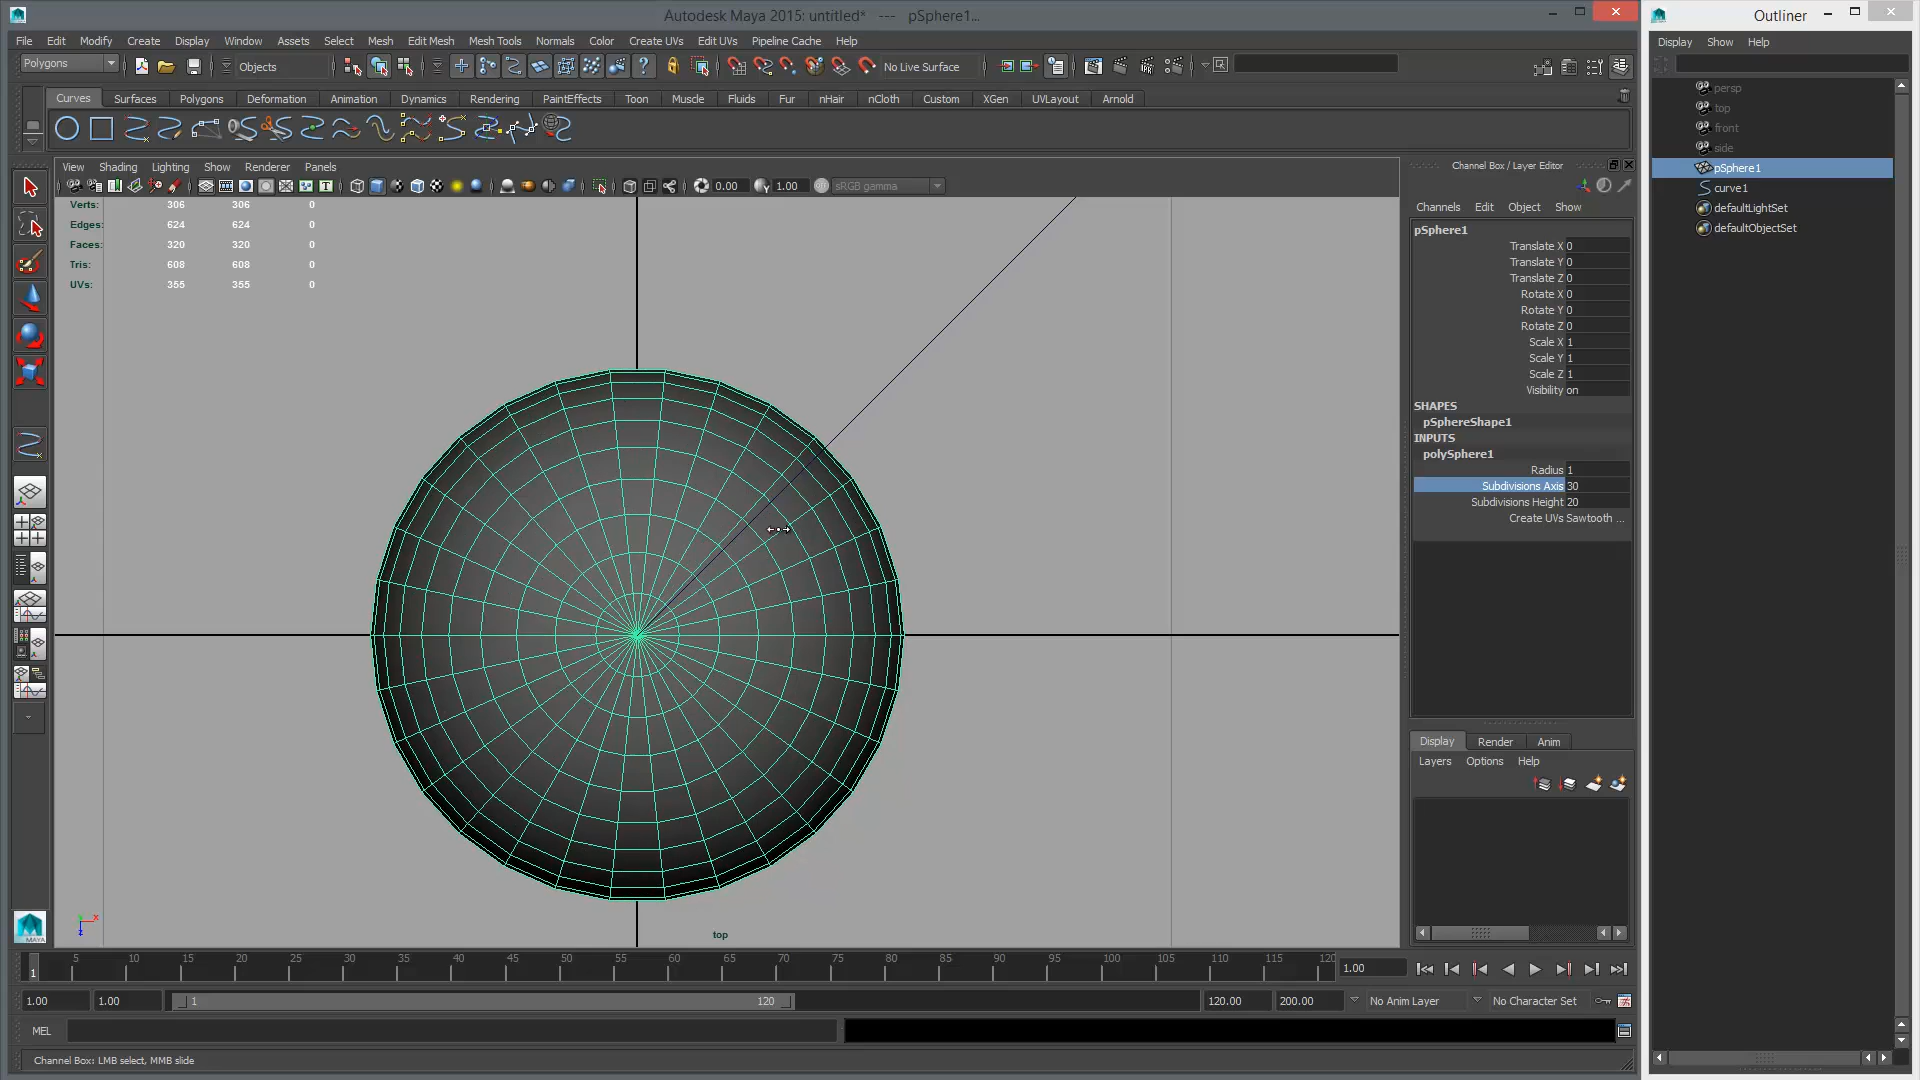 Autodesk Maya 2015: untitled*   ---   pSphere1...
Outliner
File Edit Modify Create Display Window Assets Select Mesh Edit Mesh Mesh Tools Normals Color Create UVs Edit UVs Pipeline Cache Help
Display Show Help
Polygons
Objects
No Live Surface
Curves Surfaces Polygons Deformation Animation Dynamics Rendering PaintEffects Toon Muscle Fluids Fur nHair nCloth Custom XGen UVLayout Arnold
View Shading Lighting Show Renderer Panels
0.00
1.00
sRGB gamma
Verts: 306 306 0
Edges: 624 624 0
Faces: 320 320 0
Tris: 608 608 0
UVs: 355 355 0
top
Channel Box / Layer Editor
Channels Edit Object Show
pSphere1
Translate X 0
Translate Y 0
Translate Z 0
Rotate X 0
Rotate Y 0
Rotate Z 0
Scale X 1
Scale Y 1
Scale Z 1
Visibility on
SHAPES
pSphereShape1
INPUTS
polySphere1
Radius 1
Subdivisions Axis 30
Subdivisions Height 20
Create UVs Sawtooth ...
Display Render Anim
Layers Options Help
persp
top
front
side
pSphere1
curve1
defaultLightSet
defaultObjectSet
MAYA
1 5 10 15 20 25 30 35 40 45 50 55 60 65 70 75 80 85 90 95 100 105 110 115 120
1.00
1.00 1.00 1 120 120.00 200.00 No Anim Layer No Character Set
MEL
Channel Box: LMB select, MMB slide